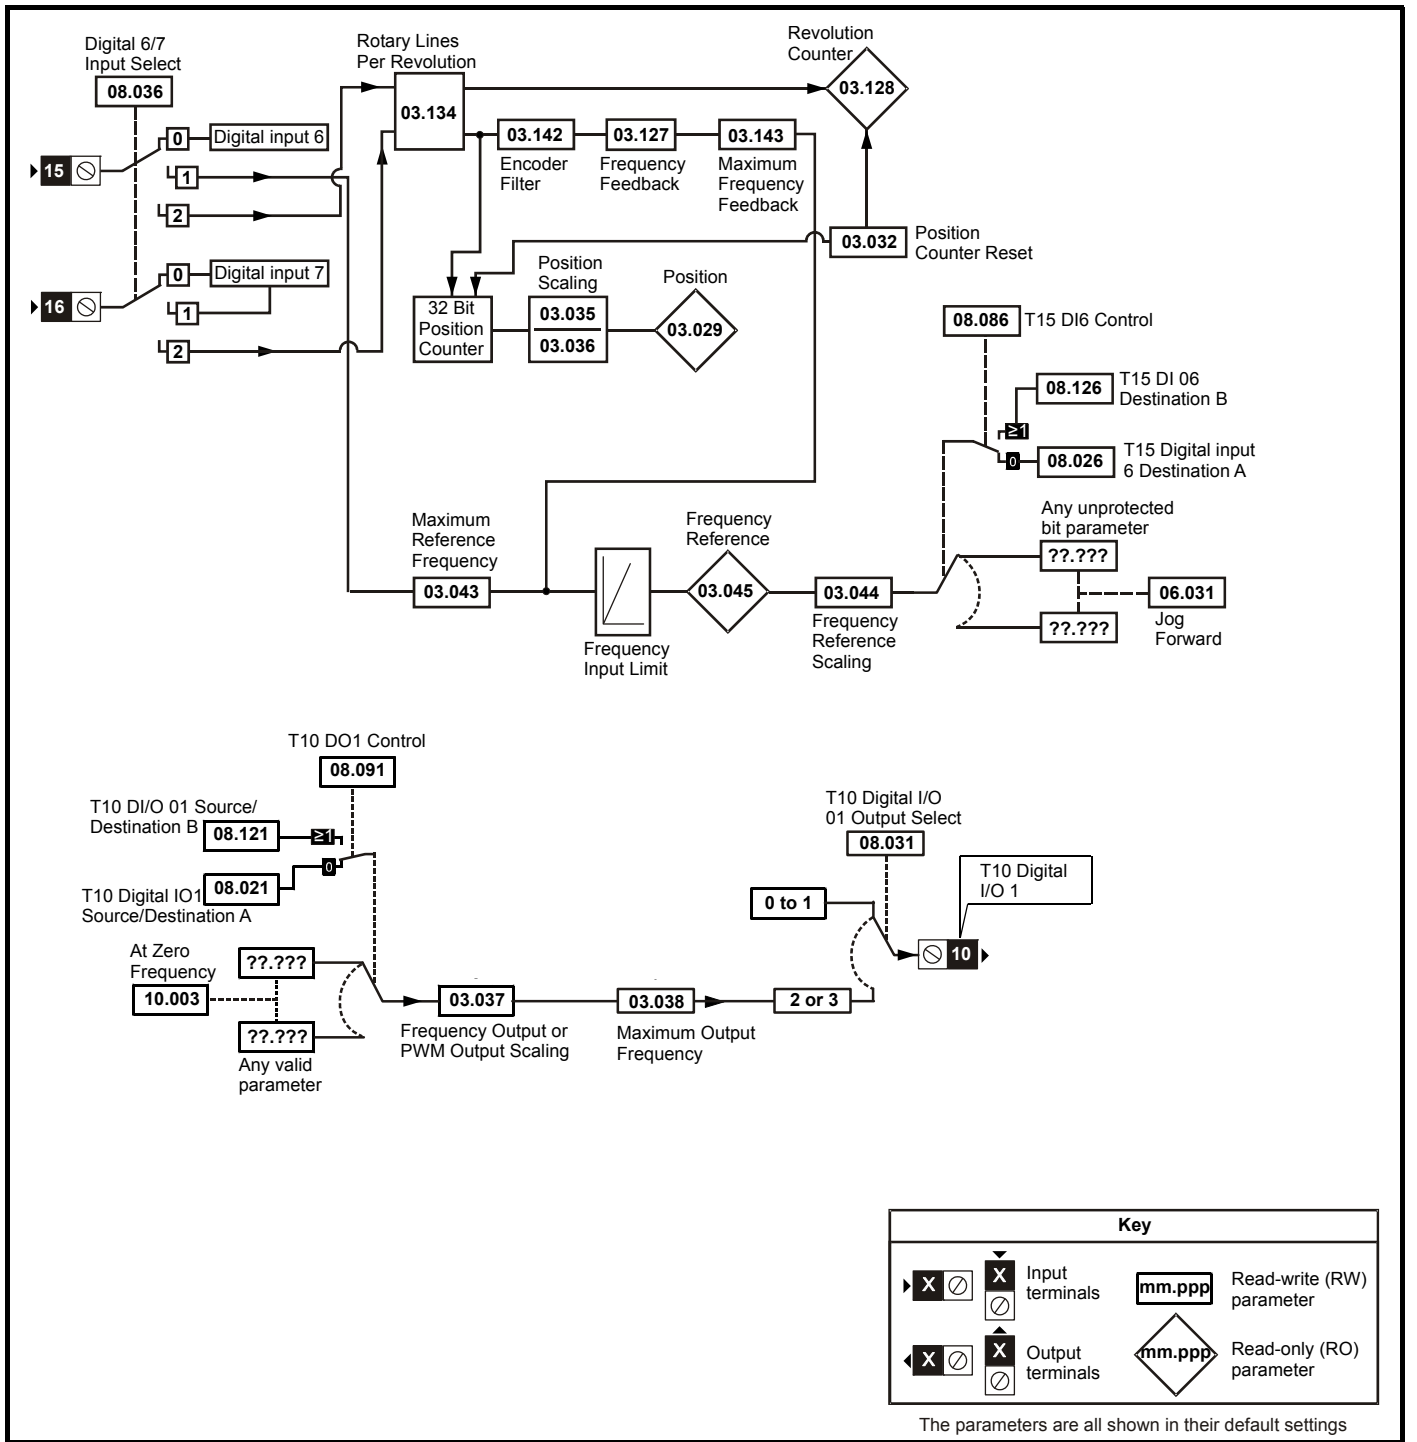 Digital 6/7
Input Select
08.036
Rotary Lines
Per Revolution
03.134
Revolution
Counter
03.128
15
0
Digital input 6
1
2
16
0
Digital input 7
1
2
03.142
Encoder
Filter
03.127
Frequency
Feedback
03.143
Maximum
Frequency
Feedback
03.032
Position
Counter Reset
32 Bit
Position
Counter
Position
Scaling
03.035
03.036
Position
03.029
08.086
T15 DI6 Control
≥1
08.126
T15 DI 06
Destination B
0
08.026
T15 Digital input
6 Destination A
Maximum
Reference
Frequency
03.043
Frequency
Input Limit
Frequency
Reference
03.045
03.044
Frequency
Reference
Scaling
Any unprotected
bit parameter
??.???
??.???
06.031
Jog
Forward
T10 DO1 Control
08.091
T10 DI/O 01 Source/
Destination B
08.121
≥1
0
T10 Digital IO1
Source/Destination A
08.021
At Zero
Frequency
10.003
??.???
??.???
Any valid
parameter
03.037
Frequency Output or
PWM Output Scaling
03.038
Maximum Output
Frequency
0 to 1
2 or 3
T10 Digital I/O
01 Output Select
08.031
T10 Digital
I/O 1
10
Key
X
X
Input
terminals
mm.ppp
Read-write (RW)
parameter
X
X
Output
terminals
mm.ppp
Read-only (RO)
parameter
The parameters are all shown in their default settings